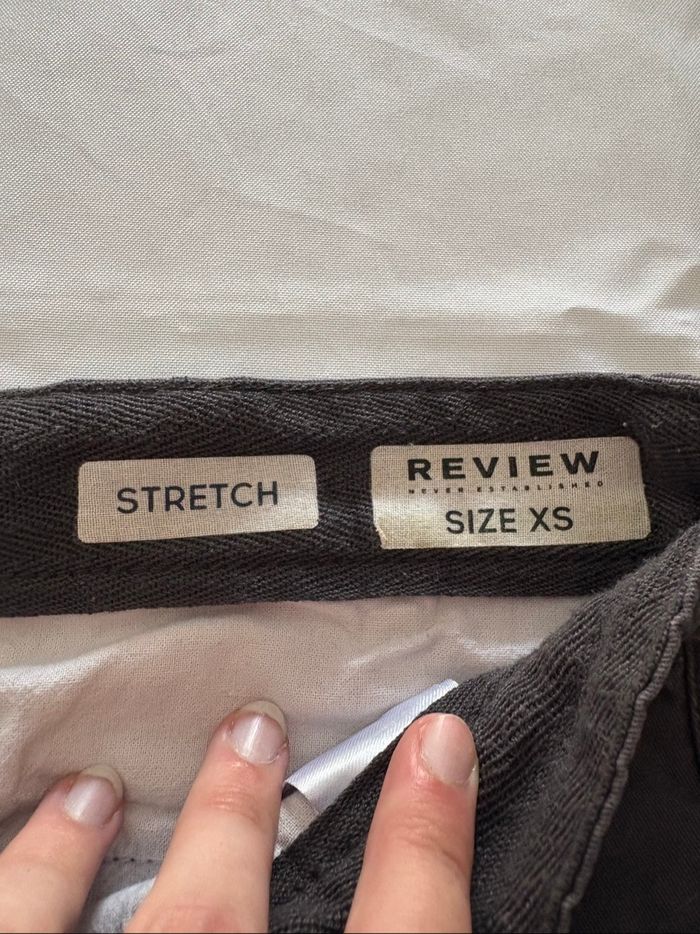 STRETCH
REVIEW
NEVER ESTABLISHED
SIZE XS